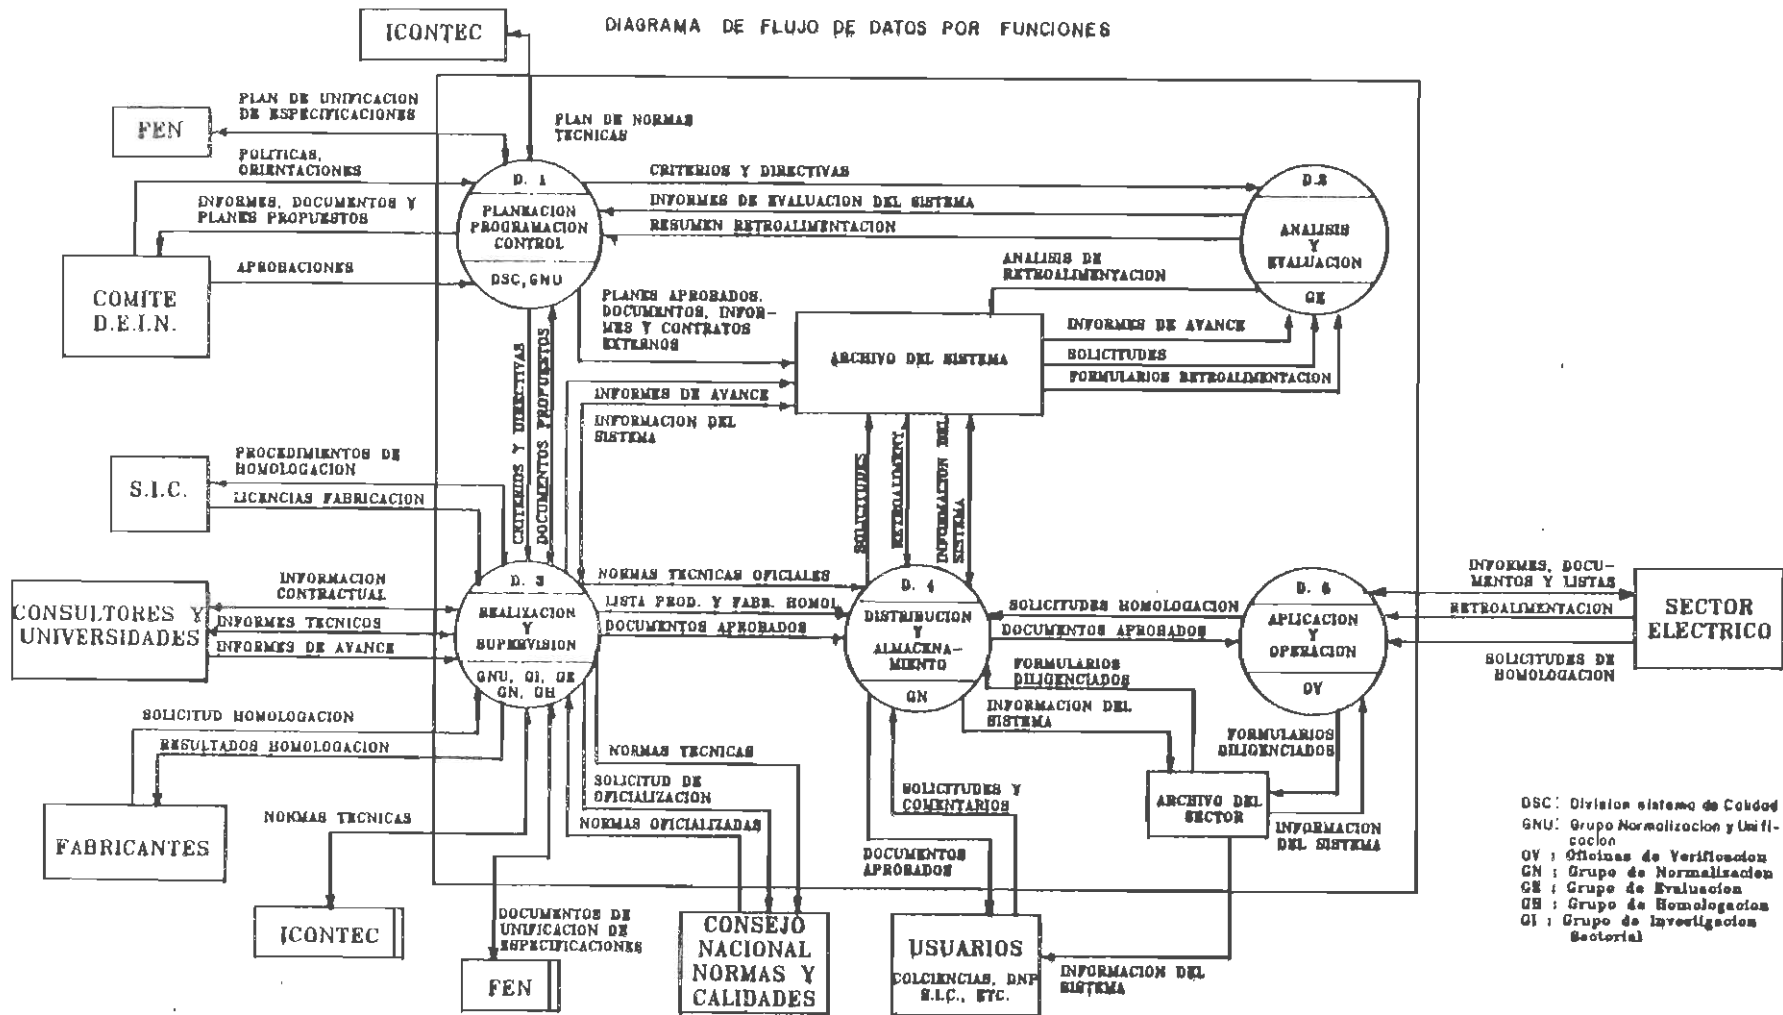 DIAGRAMA DE FLUJO DE DATOS POR FUNCIONES
ICONTEC
FEN
PLAN DE UNIFICACION
DE ESPECIFICACIONES
PLAN DE NORMAS
TECNICAS
POLITICAS,
ORIENTACIONES
INFORMES, DOCUMENTOS Y
PLANES PROPUESTOS
APROBACIONES
COMITE
D.E.I.N.
D. 1
PLANEACION
PROGRAMACION
CONTROL
DSC, GNU
CRITERIOS Y DIRECTIVAS
INFORMES DE EVALUACION DEL SISTEMA
RESUMEN RETROALIMENTACION
D.2
ANALISIS
Y
EVALUACION
GE
ANALISIS DE
RETROALIMENTACION
PLANES APROBADOS,
DOCUMENTOS, INFOR-
MES Y CONTRATOS
EXTERNOS
ARCHIVO DEL SISTEMA
INFORMES DE AVANCE
SOLICITUDES
FORMULARIOS RETROALIMENTACION
CRITERIOS Y DIRECTIVAS
DOCUMENTOS PROPUESTOS
INFORMES DE AVANCE
INFORMACION DEL
SISTEMA
SOLICITUDES
RETROALIMENT
INFORMACION DEL
SISTEMA
S.I.C.
PROCEDIMIENTOS DE
HOMOLOGACION
LICENCIAS FABRICACION
CONSULTORES Y
UNIVERSIDADES
INFORMACION
CONTRACTUAL
INFORMES TECNICOS
INFORMES DE AVANCE
D. 3
REALIZACION
Y
SUPERVISION
GNU, GI, GE
GN, GH
NORMAS TECNICAS OFICIALES
LISTA PROD. Y FABR. HOMOL
DOCUMENTOS APROBADOS
D. 4
DISTRIBUCION
Y
ALMACENA-
MIENTO
GN
SOLICITUDES HOMOLOGACION
DOCUMENTOS APROBADOS
D. 5
APLICACION
Y
OPERACION
OV
INFORMES, DOCU-
MENTOS Y LISTAS
RETROALIMENTACION
SOLICITUDES DE
HOMOLOGACION
SECTOR
ELECTRICO
FORMULARIOS
DILIGENCIADOS
INFORMACION DEL
SISTEMA
FORMULARIOS
DILIGENCIADOS
ARCHIVO DEL
SECTOR
INFORMACION
DEL SISTEMA
SOLICITUD HOMOLOGACION
RESULTADOS HOMOLOGACION
FABRICANTES
NORMAS TECNICAS
ICONTEC
NORMAS TECNICAS
SOLICITUD DE
OFICIALIZACION
NORMAS OFICIALIZADAS
DOCUMENTOS DE
UNIFICACION DE
ESPECIFICACIONES
FEN
CONSEJO
NACIONAL
NORMAS Y
CALIDADES
SOLICITUDES Y
COMENTARIOS
DOCUMENTOS
APROBADOS
USUARIOS
COLCIENCIAS, DNP
S.I.C., ETC.
INFORMACION DEL
SISTEMA
DSC: Division sistema de Calidad
GNU: Grupo Normalizacion y Unifi-
cacion
OV : Oficinas de Verificacion
GN : Grupo de Normalizacion
GE : Grupo de Evaluacion
GH : Grupo de Homologacion
GI : Grupo de Investigacion
Sectorial